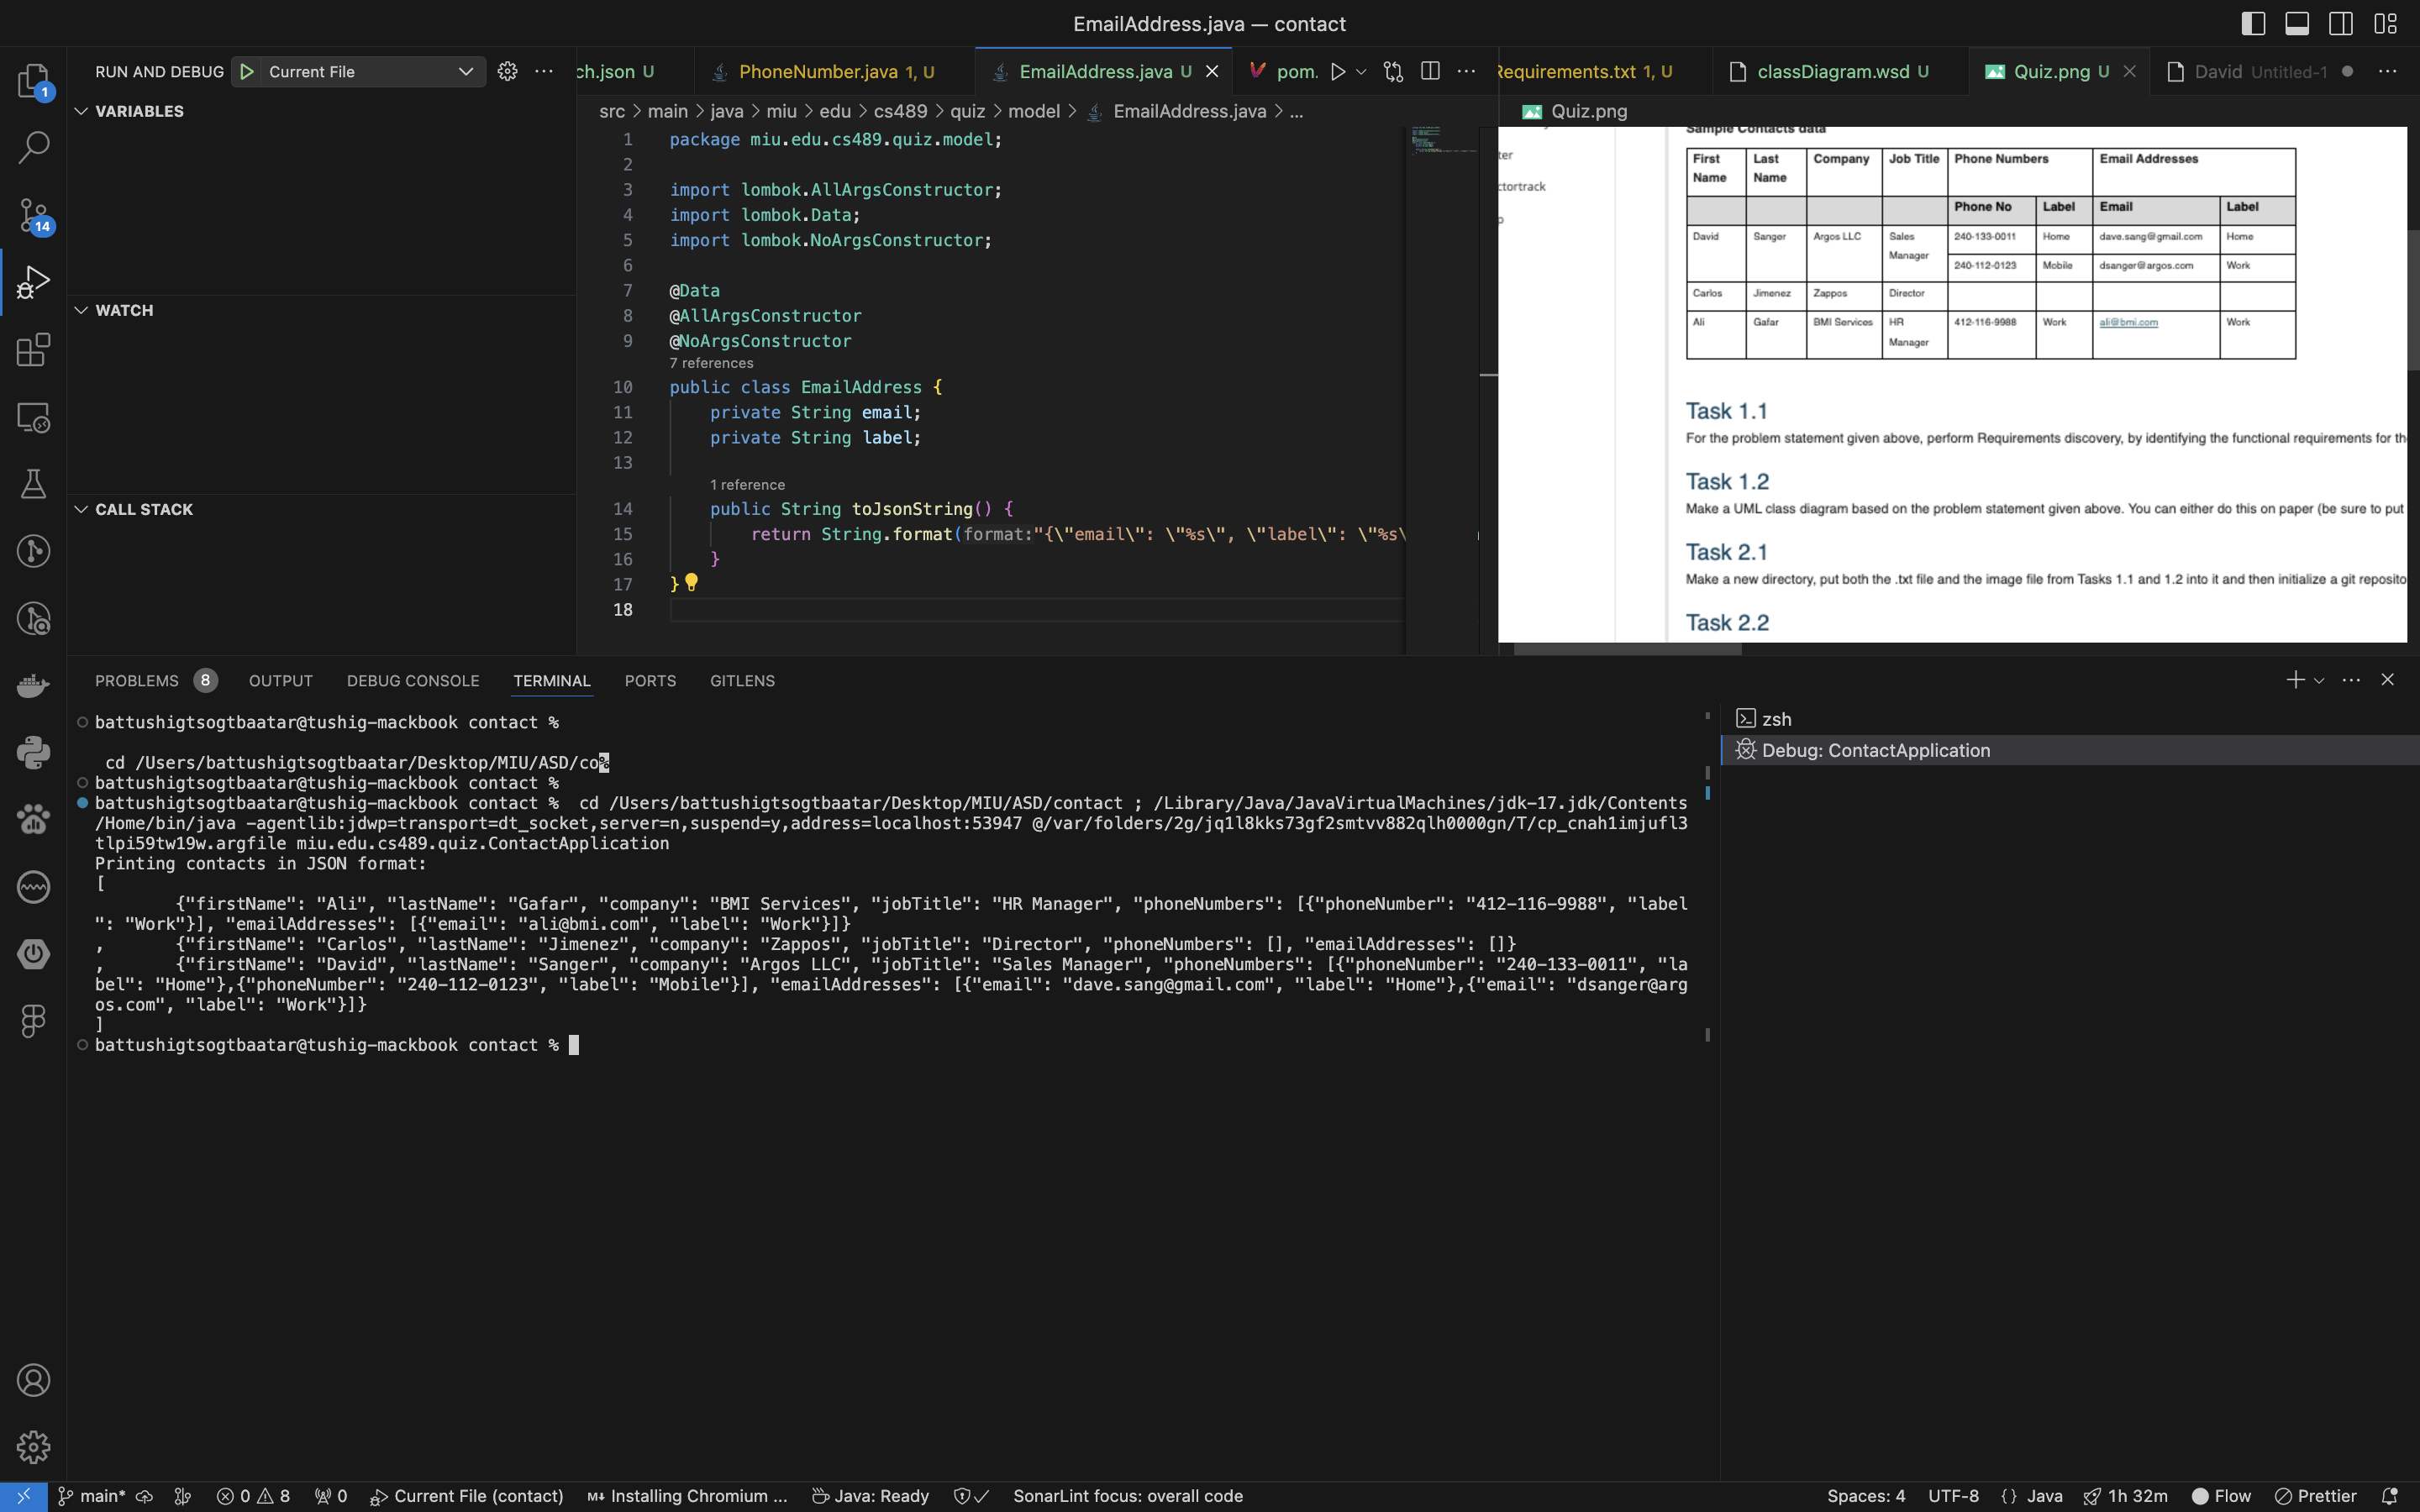 EmailAddress.java — contact
RUN AND DEBUG
Current File
ch.json U
PhoneNumber.java 1, U
EmailAddress.java U
pom.
Requirements.txt 1, U
classDiagram.wsd U
Quiz.png U
David Untitled-1
1
14
VARIABLES
WATCH
CALL STACK
src > main > java > miu > edu > cs489 > quiz > model > EmailAddress.java > ...
1 package miu.edu.cs489.quiz.model;
2
3 import lombok.AllArgsConstructor;
4 import lombok.Data;
5 import lombok.NoArgsConstructor;
6
7 @Data
8 @AllArgsConstructor
9 @NoArgsConstructor
7 references
10 public class EmailAddress {
11 private String email;
12 private String label;
13
1 reference
14 public String toJsonString() {
15 return String.format(format:"{\"email\": \"%s\", \"label\": \"%s\
16 }
17 }
18
Quiz.png
ter
ctortrack
Sample Contacts data
First Name Last Name Company Job Title Phone Numbers Email Addresses
Phone No Label Email Label
David Sanger Argos LLC Sales Manager 240-133-0011 Home dave.sang@gmail.com Home
240-112-0123 Mobile dsanger@argos.com Work
Carlos Jimenez Zappos Director
Ali Gafar BMI Services HR Manager 412-116-9988 Work ali@bmi.com Work
Task 1.1
For the problem statement given above, perform Requirements discovery, by identifying the functional requirements for th
Task 1.2
Make a UML class diagram based on the problem statement given above. You can either do this on paper (be sure to put
Task 2.1
Make a new directory, put both the .txt file and the image file from Tasks 1.1 and 1.2 into it and then initialize a git reposito
Task 2.2
PROBLEMS 8 OUTPUT DEBUG CONSOLE TERMINAL PORTS GITLENS
battushigtsogtbaatar@tushig-mackbook contact %
cd /Users/battushigtsogtbaatar/Desktop/MIU/ASD/co%
battushigtsogtbaatar@tushig-mackbook contact %
battushigtsogtbaatar@tushig-mackbook contact %  cd /Users/battushigtsogtbaatar/Desktop/MIU/ASD/contact ; /Library/Java/JavaVirtualMachines/jdk-17.jdk/Contents
/Home/bin/java -agentlib:jdwp=transport=dt_socket,server=n,suspend=y,address=localhost:53947 @/var/folders/2g/jq1l8kks73gf2smtvv882qlh0000gn/T/cp_cnah1imjufl3
tlpi59tw19w.argfile miu.edu.cs489.quiz.ContactApplication
Printing contacts in JSON format:
[
{"firstName": "Ali", "lastName": "Gafar", "company": "BMI Services", "jobTitle": "HR Manager", "phoneNumbers": [{"phoneNumber": "412-116-9988", "label
": "Work"}], "emailAddresses": [{"email": "ali@bmi.com", "label": "Work"}]}
, {"firstName": "Carlos", "lastName": "Jimenez", "company": "Zappos", "jobTitle": "Director", "phoneNumbers": [], "emailAddresses": []}
, {"firstName": "David", "lastName": "Sanger", "company": "Argos LLC", "jobTitle": "Sales Manager", "phoneNumbers": [{"phoneNumber": "240-133-0011", "la
bel": "Home"},{"phoneNumber": "240-112-0123", "label": "Mobile"}], "emailAddresses": [{"email": "dave.sang@gmail.com", "label": "Home"},{"email": "dsanger@arg
os.com", "label": "Work"}]}
]
battushigtsogtbaatar@tushig-mackbook contact %
zsh
Debug: ContactApplication
main* 0 8 0 Current File (contact) M↓ Installing Chromium ... Java: Ready SonarLint focus: overall code
Spaces: 4 UTF-8 {} Java 1h 32m Flow Prettier